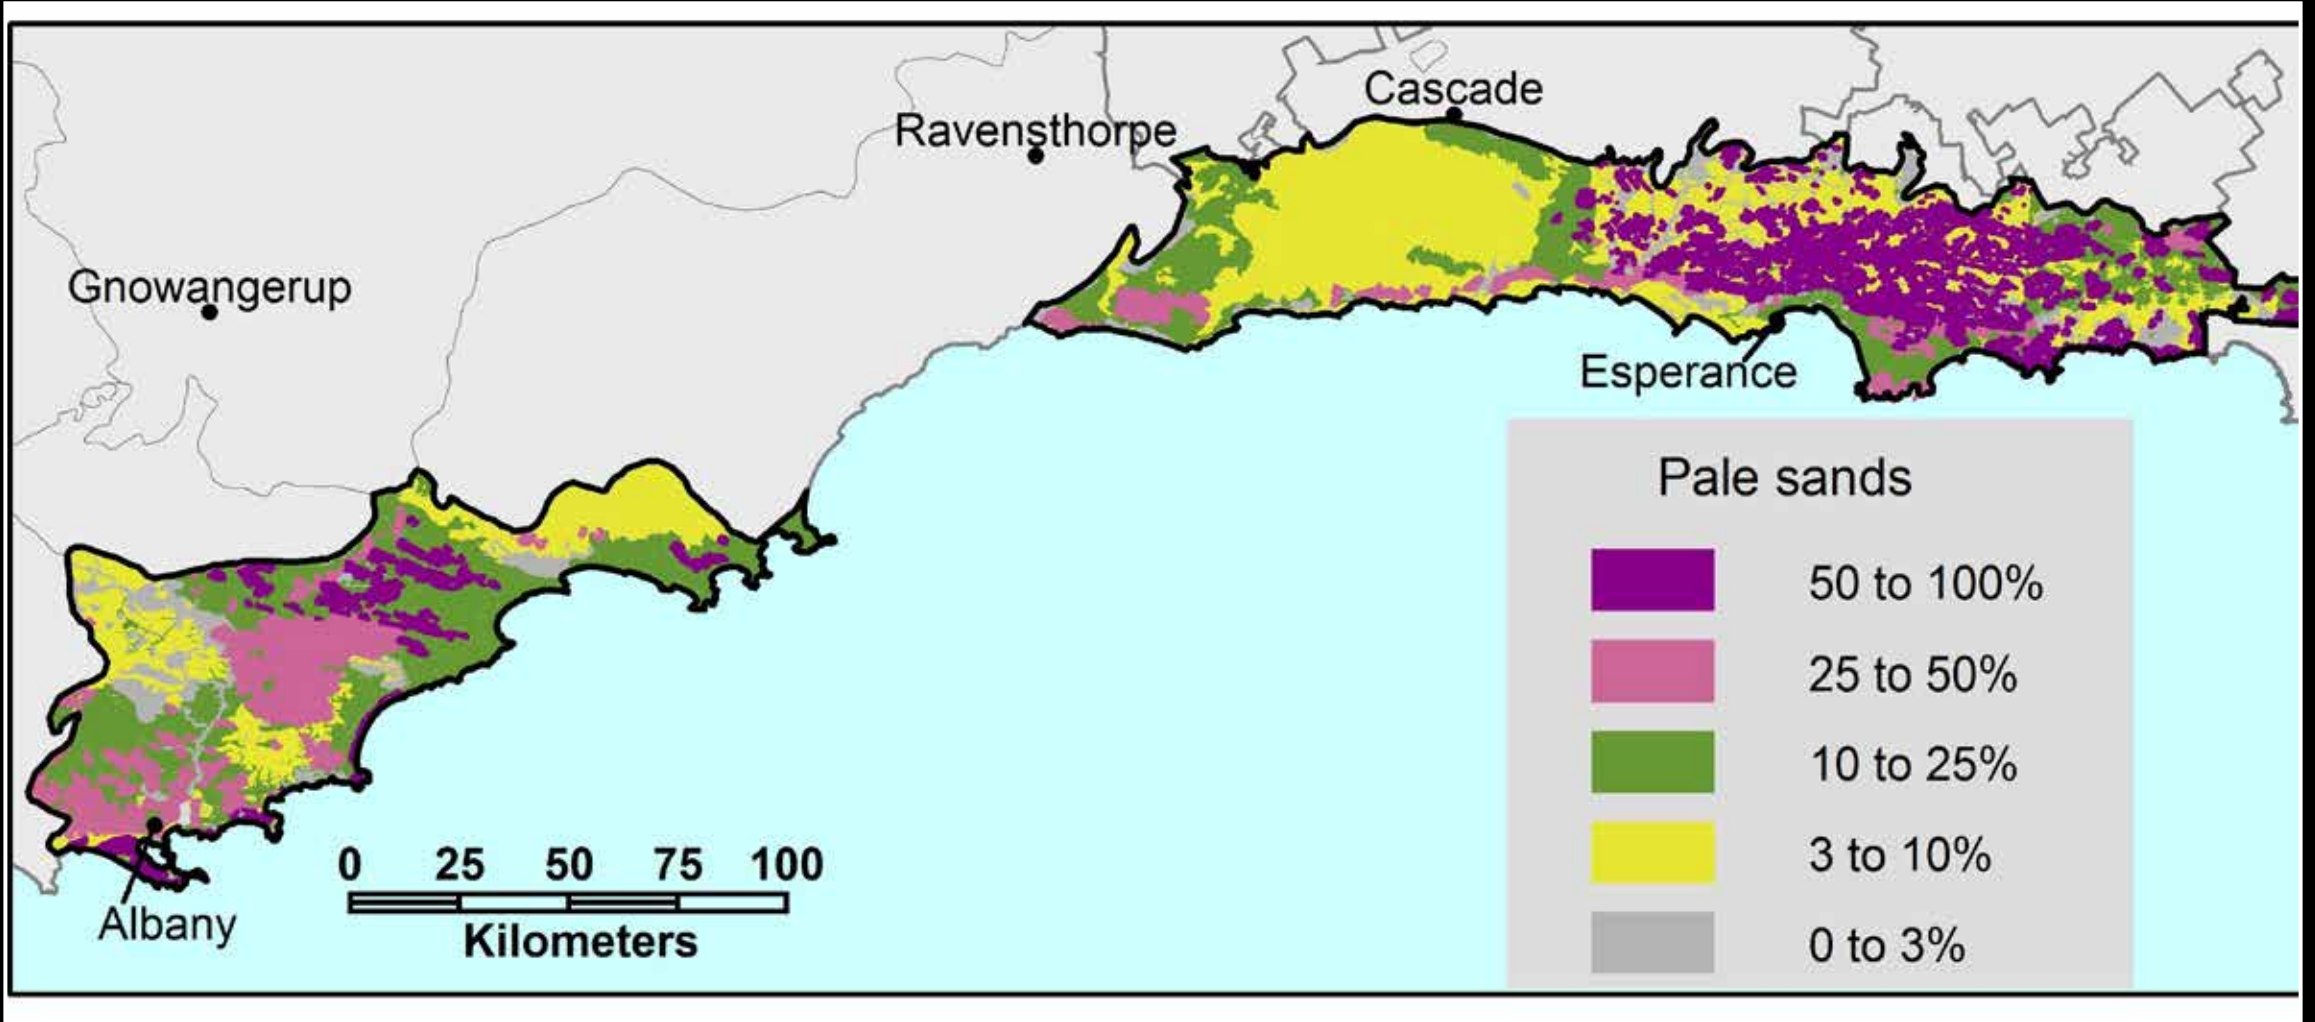 Cascade
Ravensthorpe
Gnowangerup
Esperance
Pale sands
50 to 100%
25 to 50%
10 to 25%
3 to 10%
0 to 3%
0 25 50 75 100
Kilometers
Albany